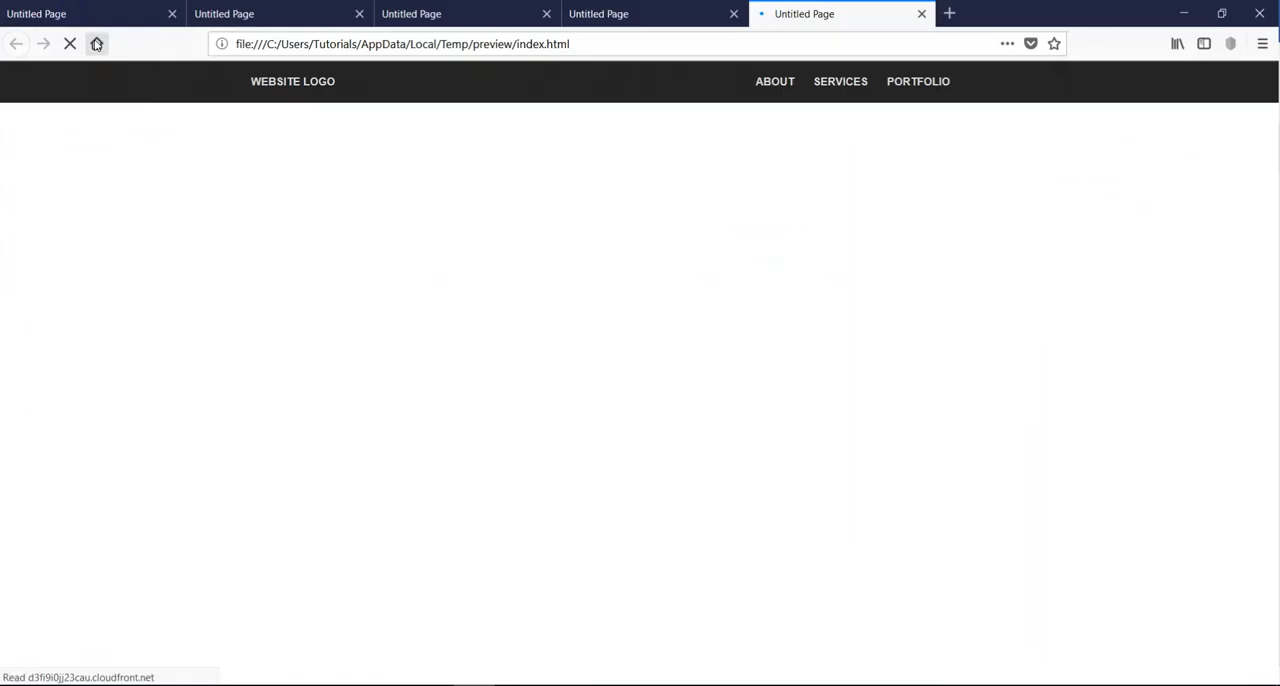 Untitled Page Untitled Page Untitled Page Untitled Page Untitled Page
file:///C:/Users/Tutorials/AppData/Local/Temp/preview/index.html
WEBSITE LOGO ABOUT SERVICES PORTFOLIO
Read d3fi9i0jj23cau.cloudfront.net